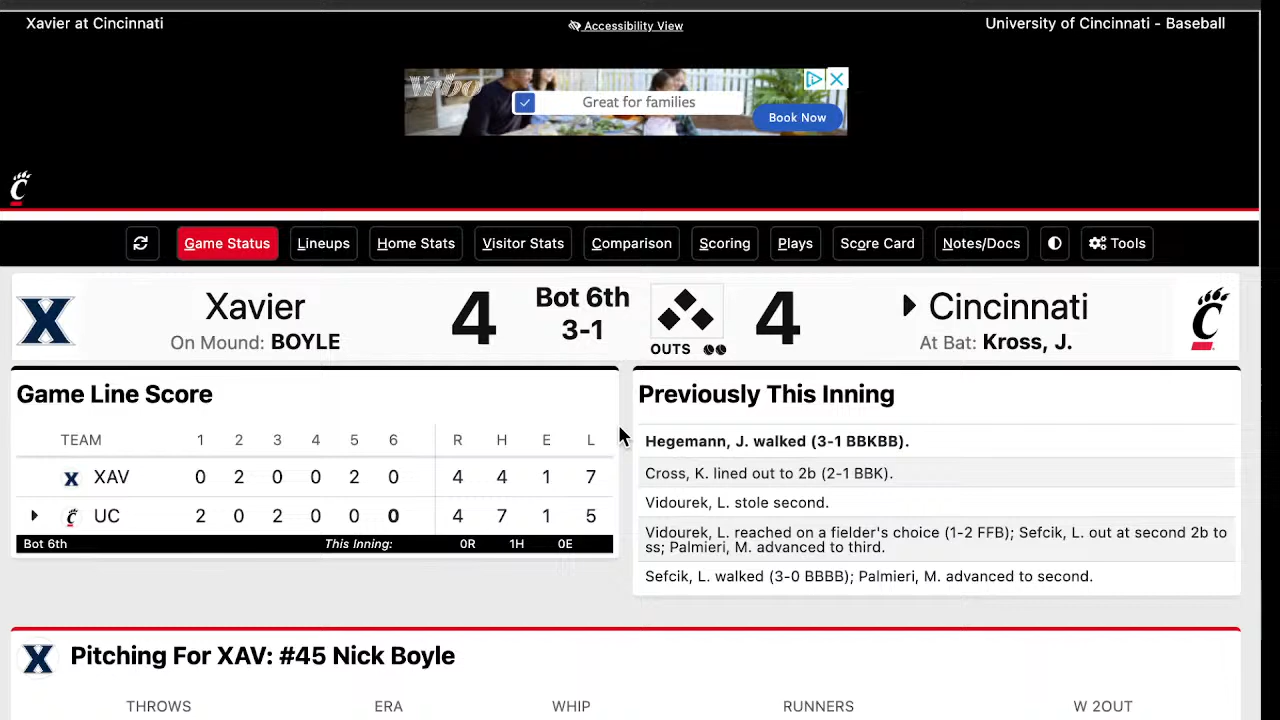 Xavier at Cincinnati
Accessibility View
University of Cincinnati - Baseball
Vrbo
Great for families
Book Now
Game Status
Lineups
Home Stats
Visitor Stats
Comparison
Scoring
Plays
Score Card
Notes/Docs
Tools
Xavier
On Mound: BOYLE
4
Bot 6th
3-1
OUTS
4
Cincinnati
At Bat: Kross, J.
Game Line Score
TEAM 1 2 3 4 5 6 R H E L
XAV 0 2 0 0 2 0 4 4 1 7
UC 2 0 2 0 0 0 4 7 1 5
Bot 6th This Inning: 0R 1H 0E
Previously This Inning
Hegemann, J. walked (3-1 BBKBB).
Cross, K. lined out to 2b (2-1 BBK).
Vidourek, L. stole second.
Vidourek, L. reached on a fielder's choice (1-2 FFB); Sefcik, L. out at second 2b to
ss; Palmieri, M. advanced to third.
Sefcik, L. walked (3-0 BBBB); Palmieri, M. advanced to second.
Pitching For XAV: #45 Nick Boyle
THROWS ERA WHIP RUNNERS W 2OUT